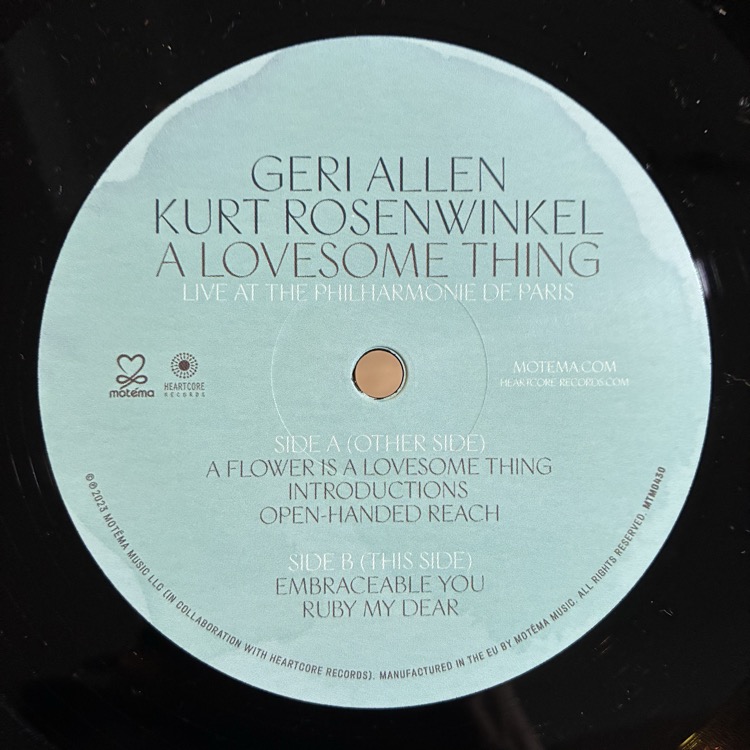 GERI ALLEN
KURT ROSENWINKEL
A LOVESOME THING
LIVE AT THE PHILHARMONIE DE PARIS
motéma
HEARTCORE
RECORDS
MOTEMA.COM
HEARTCORE-RECORDS.COM
SIDE A (OTHER SIDE)
A FLOWER IS A LOVESOME THING
INTRODUCTIONS
OPEN-HANDED REACH
SIDE B (THIS SIDE)
EMBRACEABLE YOU
RUBY MY DEAR
©℗2023 MOTÉMA MUSIC LLC (IN COLLABORATION WITH HEARTCORE RECORDS). MANUFACTURED IN THE EU BY MOTÉMA MUSIC. ALL RIGHTS RESERVED. MTM0430